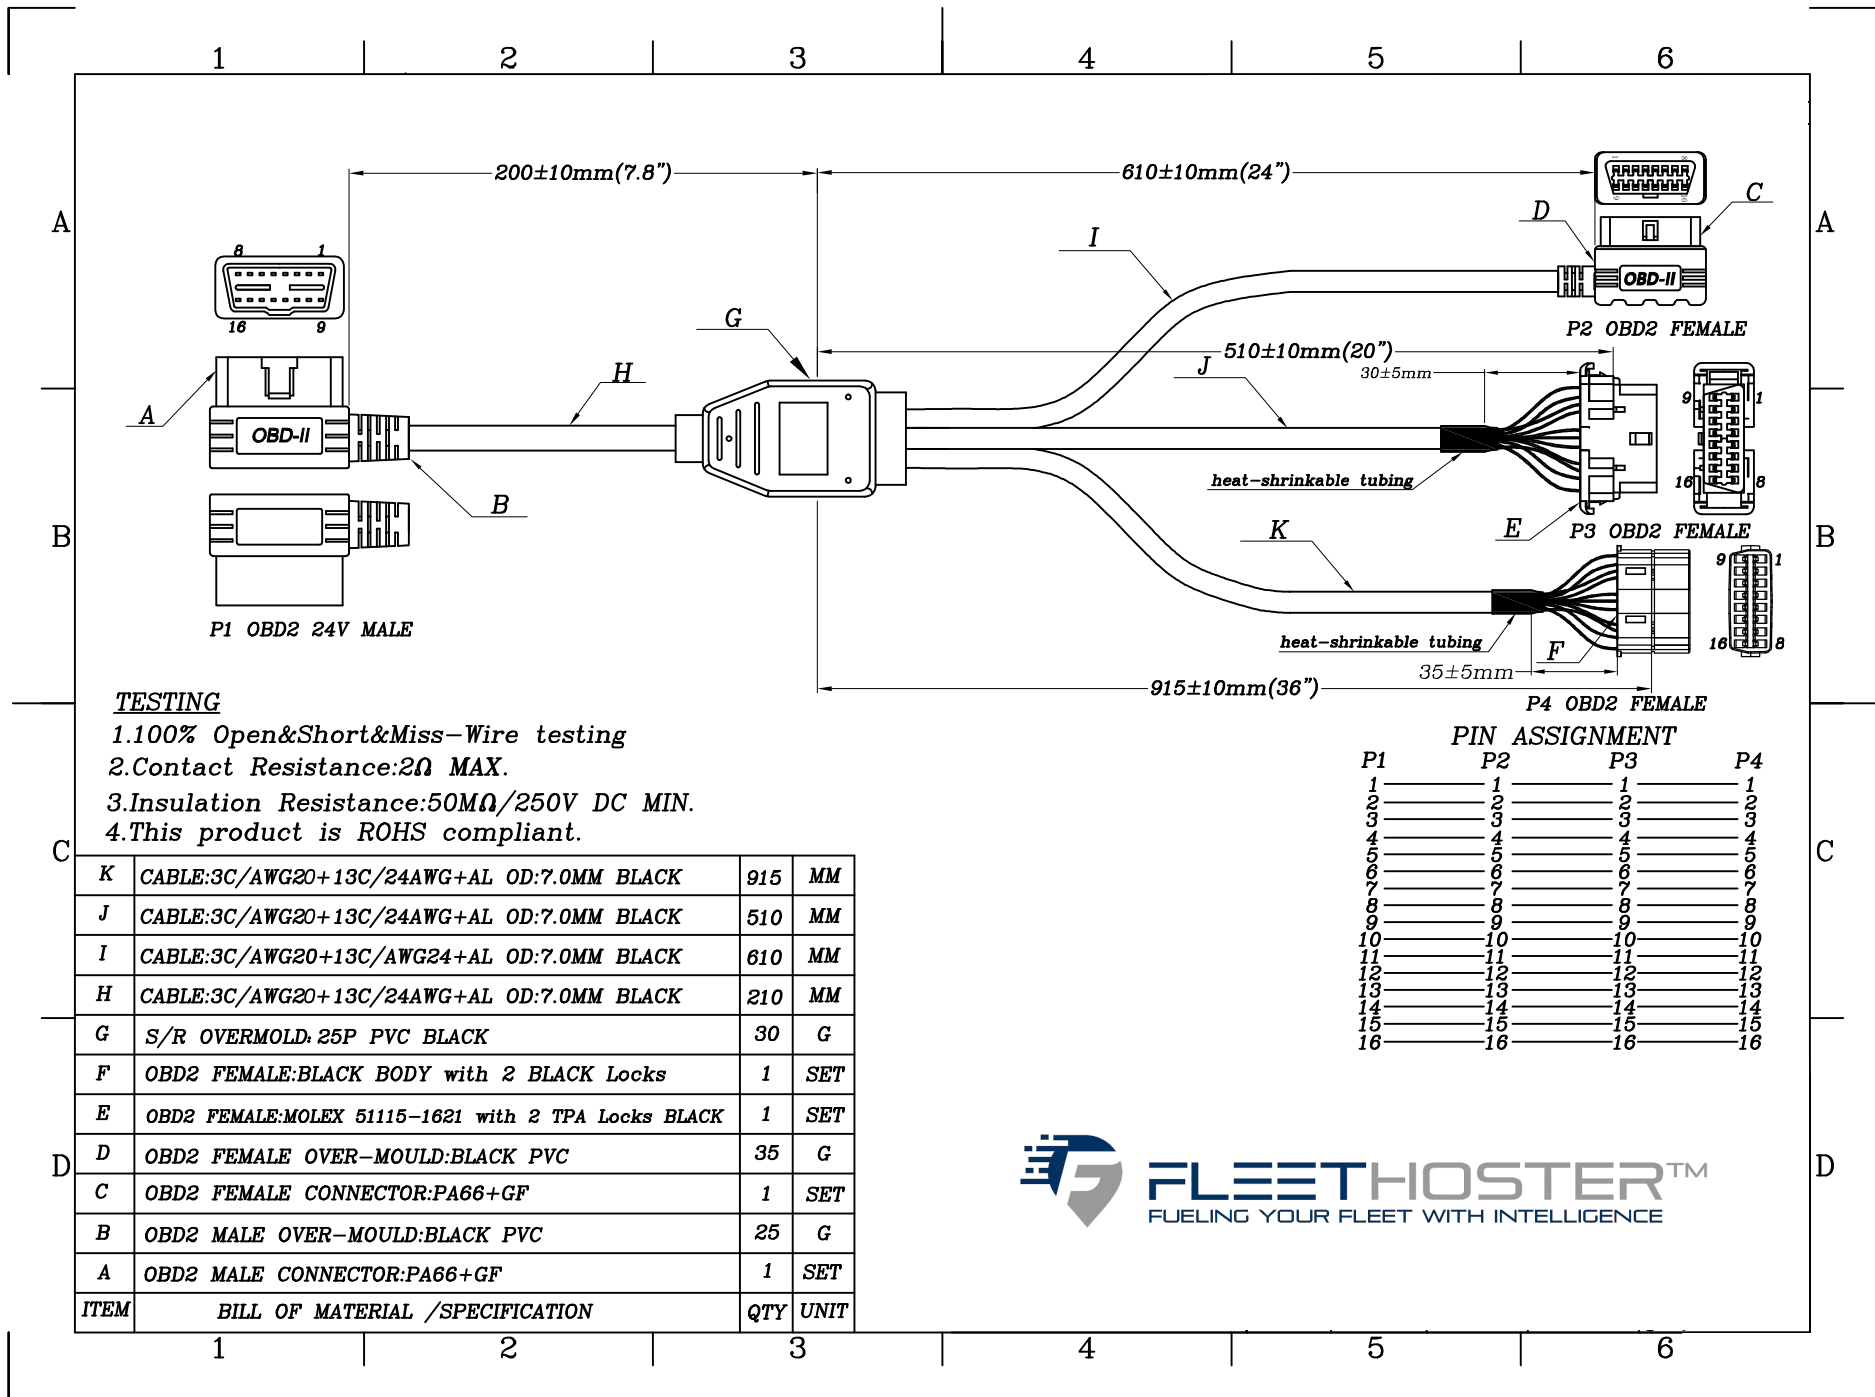 1 2 3 4 5 6
A A
B B
C C
D D
200±10mm(7.8")
610±10mm(24")
C
D
I
8 1
16 9
OBD-II
P2 OBD2 FEMALE
G
510±10mm(20")
J
30±5mm
H
A
OBD-II
9 1
16 8
heat-shrinkable tubing
B
E
P3 OBD2 FEMALE
K
9 1
16 8
P1 OBD2 24V MALE
heat-shrinkable tubing
F
35±5mm
915±10mm(36")
P4 OBD2 FEMALE
TESTING
1.100% Open&Short&Miss-Wire testing
2.Contact Resistance:2Ω MAX.
3.Insulation Resistance:50MΩ/250V DC MIN.
4.This product is ROHS compliant.
PIN ASSIGNMENT
P1 P2 P3 P4
1 1 1 1
2 2 2 2
3 3 3 3
4 4 4 4
5 5 5 5
6 6 6 6
7 7 7 7
8 8 8 8
9 9 9 9
10 10 10 10
11 11 11 11
12 12 12 12
13 13 13 13
14 14 14 14
15 15 15 15
16 16 16 16
K CABLE:3C/AWG20+13C/24AWG+AL OD:7.0MM BLACK 915 MM
J CABLE:3C/AWG20+13C/24AWG+AL OD:7.0MM BLACK 510 MM
I CABLE:3C/AWG20+13C/AWG24+AL OD:7.0MM BLACK 610 MM
H CABLE:3C/AWG20+13C/24AWG+AL OD:7.0MM BLACK 210 MM
G S/R OVERMOLD:25P PVC BLACK 30 G
F OBD2 FEMALE:BLACK BODY with 2 BLACK Locks 1 SET
E OBD2 FEMALE:MOLEX 51115-1621 with 2 TPA Locks BLACK 1 SET
D OBD2 FEMALE OVER-MOULD:BLACK PVC 35 G
C OBD2 FEMALE CONNECTOR:PA66+GF 1 SET
B OBD2 MALE OVER-MOULD:BLACK PVC 25 G
A OBD2 MALE CONNECTOR:PA66+GF 1 SET
ITEM BILL OF MATERIAL /SPECIFICATION QTY UNIT
FLEETHOSTER™
FUELING YOUR FLEET WITH INTELLIGENCE
1 2 3 4 5 6